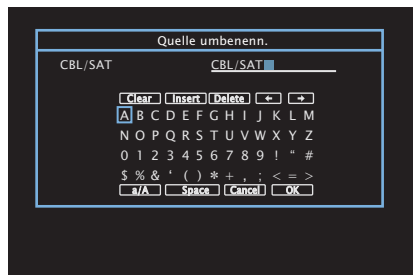 Quelle umbenenn.
CBL/SAT CBL/SAT
Clear Insert Delete ← →
A B C D E F G H I J K L M
N O P Q R S T U V W X Y Z
0 1 2 3 4 5 6 7 8 9 ! “ #
$ % & ‘ ( ) * + , ; < = >
a/A Space Cancel OK